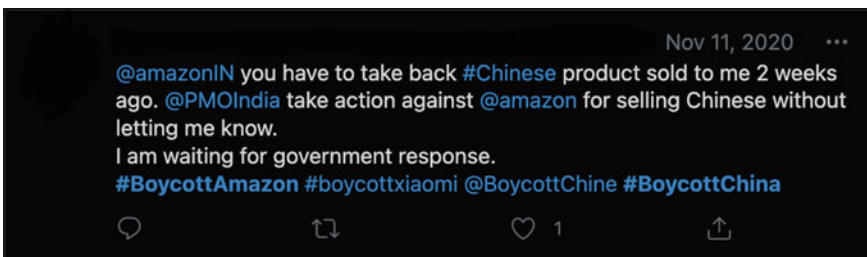 Nov 11, 2020
@amazonIN you have to take back #Chinese product sold to me 2 weeks
ago. @PMOIndia take action against @amazon for selling Chinese without
letting me know.
I am waiting for government response.
#BoycottAmazon #boycottxiaomi @BoycottChine #BoycottChina
1